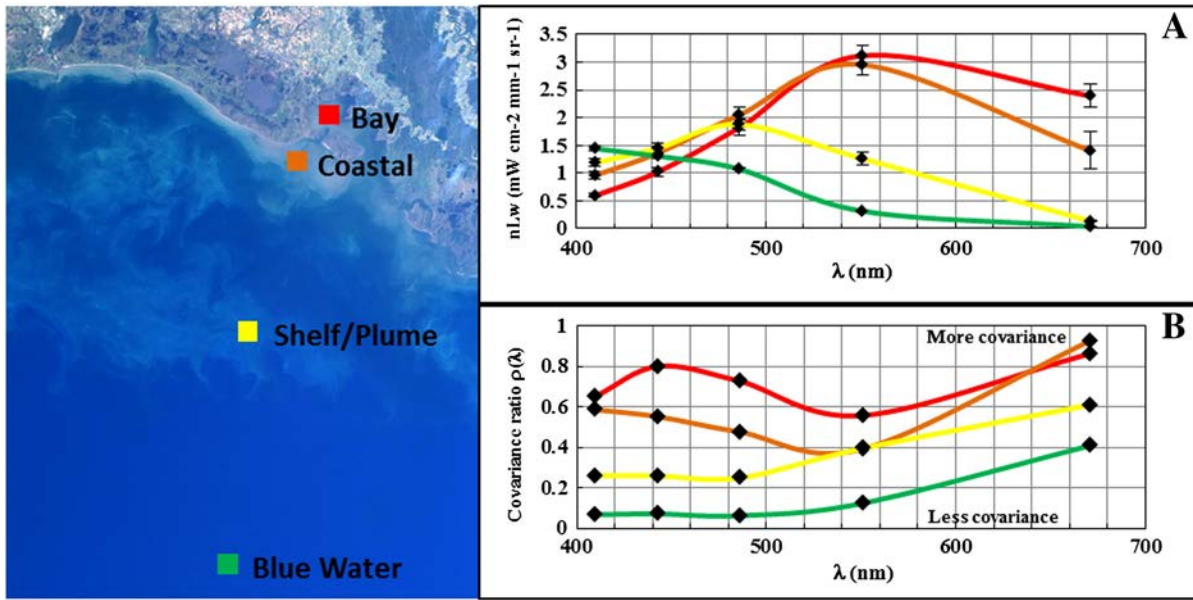 Bay
Coastal
Shelf/Plume
Blue Water
A
3.5
3
2.5
2
1.5
1
0.5
0
400
500
600
700
nLw (mW cm-2 mm-1 sr-1)
λ (nm)
B
More covariance
Less covariance
1
0.8
0.6
0.4
0.2
0
400
500
600
700
Covariance ratio ρ(λ)
λ (nm)